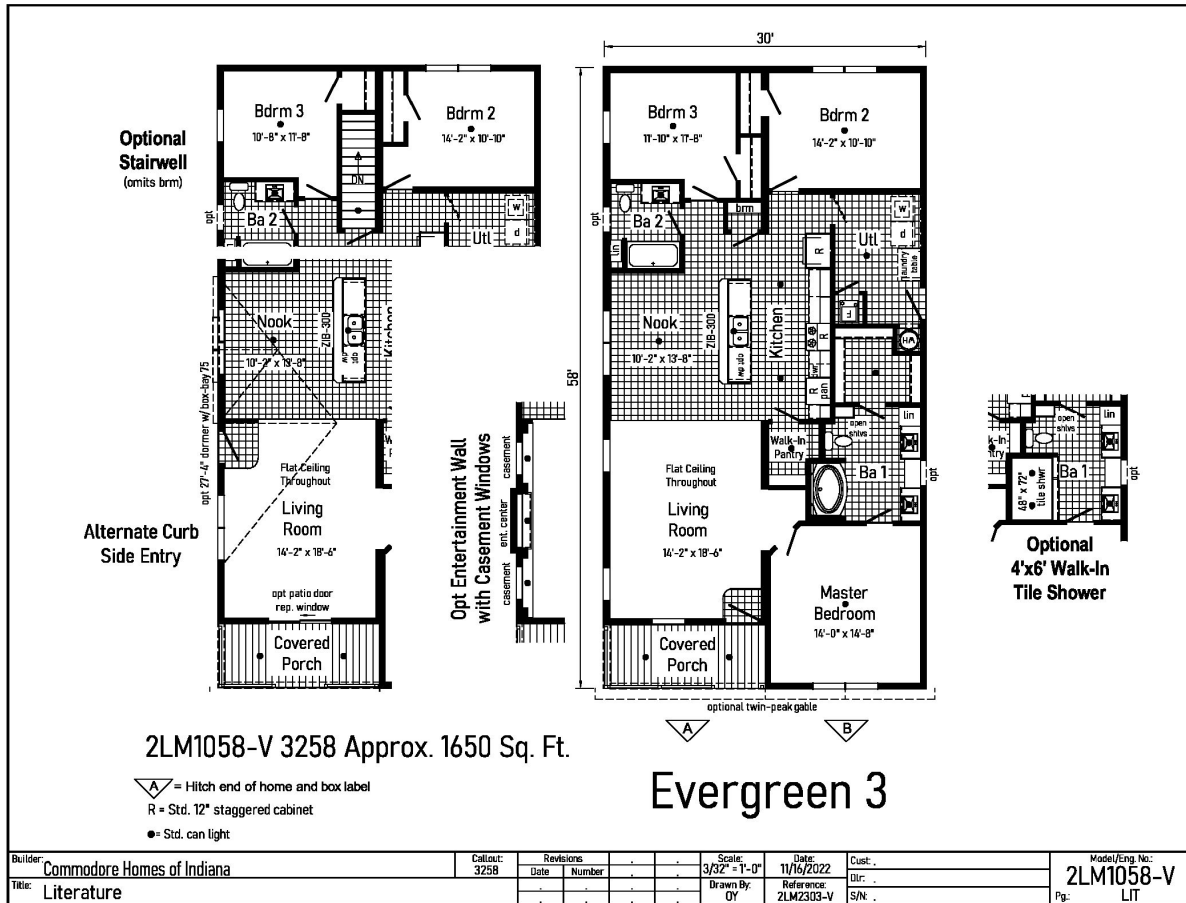 Optional
Stairwell
(omits brm)
Bdrm 3
10'-8" x 11'-8"
Bdrm 2
14'-2" x 10'-10"
DN
opt
Ba 2
Utl
w
d
Nook
10'-2" x 13'-8"
ZIB-300
opt dw
Kitchen
opt 27'-4" dormer w/ box-bay 75
Flat Ceiling
Throughout
Living
Room
14'-2" x 18'-6"
Alternate Curb
Side Entry
opt patio door
rep. window
Covered
Porch
Opt Entertainment Wall
with Casement Windows
casement
ent. center
casement
30'
58'
Bdrm 3
11'-10" x 11'-8"
Bdrm 2
14'-2" x 10'-10"
brm
opt
Ba 2
lin
R
Utl
w
d
laundry
table
F
HW
Nook
10'-2" x 13'-8"
ZIB-300
opt dw
Kitchen
R
R
pan
Walk-In
Pantry
open
shlvs
lin
Ba 1
opt
Flat Ceiling
Throughout
Living
Room
14'-2" x 18'-6"
Master
Bedroom
14'-0" x 14'-8"
Covered
Porch
optional twin-peak gable
A
B
lin
open
shlvs
Ba 1
48" x 72"
tile shwr
opt
Optional
4'x6' Walk-In
Tile Shower
2LM1058-V 3258 Approx. 1650 Sq. Ft.
A = Hitch end of home and box label
R = Std. 12" staggered cabinet
●= Std. can light
Evergreen 3
Builder: Commodore Homes of Indiana
Title: Literature
Callout:
3258
Revisions
Date Number
Scale:
3/32" = 1'-0"
Drawn By:
OY
Date:
11/16/2022
Reference:
2LM2303-V
Cust: .
Dlr: .
S/N: .
Model/Eng. No.:
2LM1058-V
Pg.: LIT